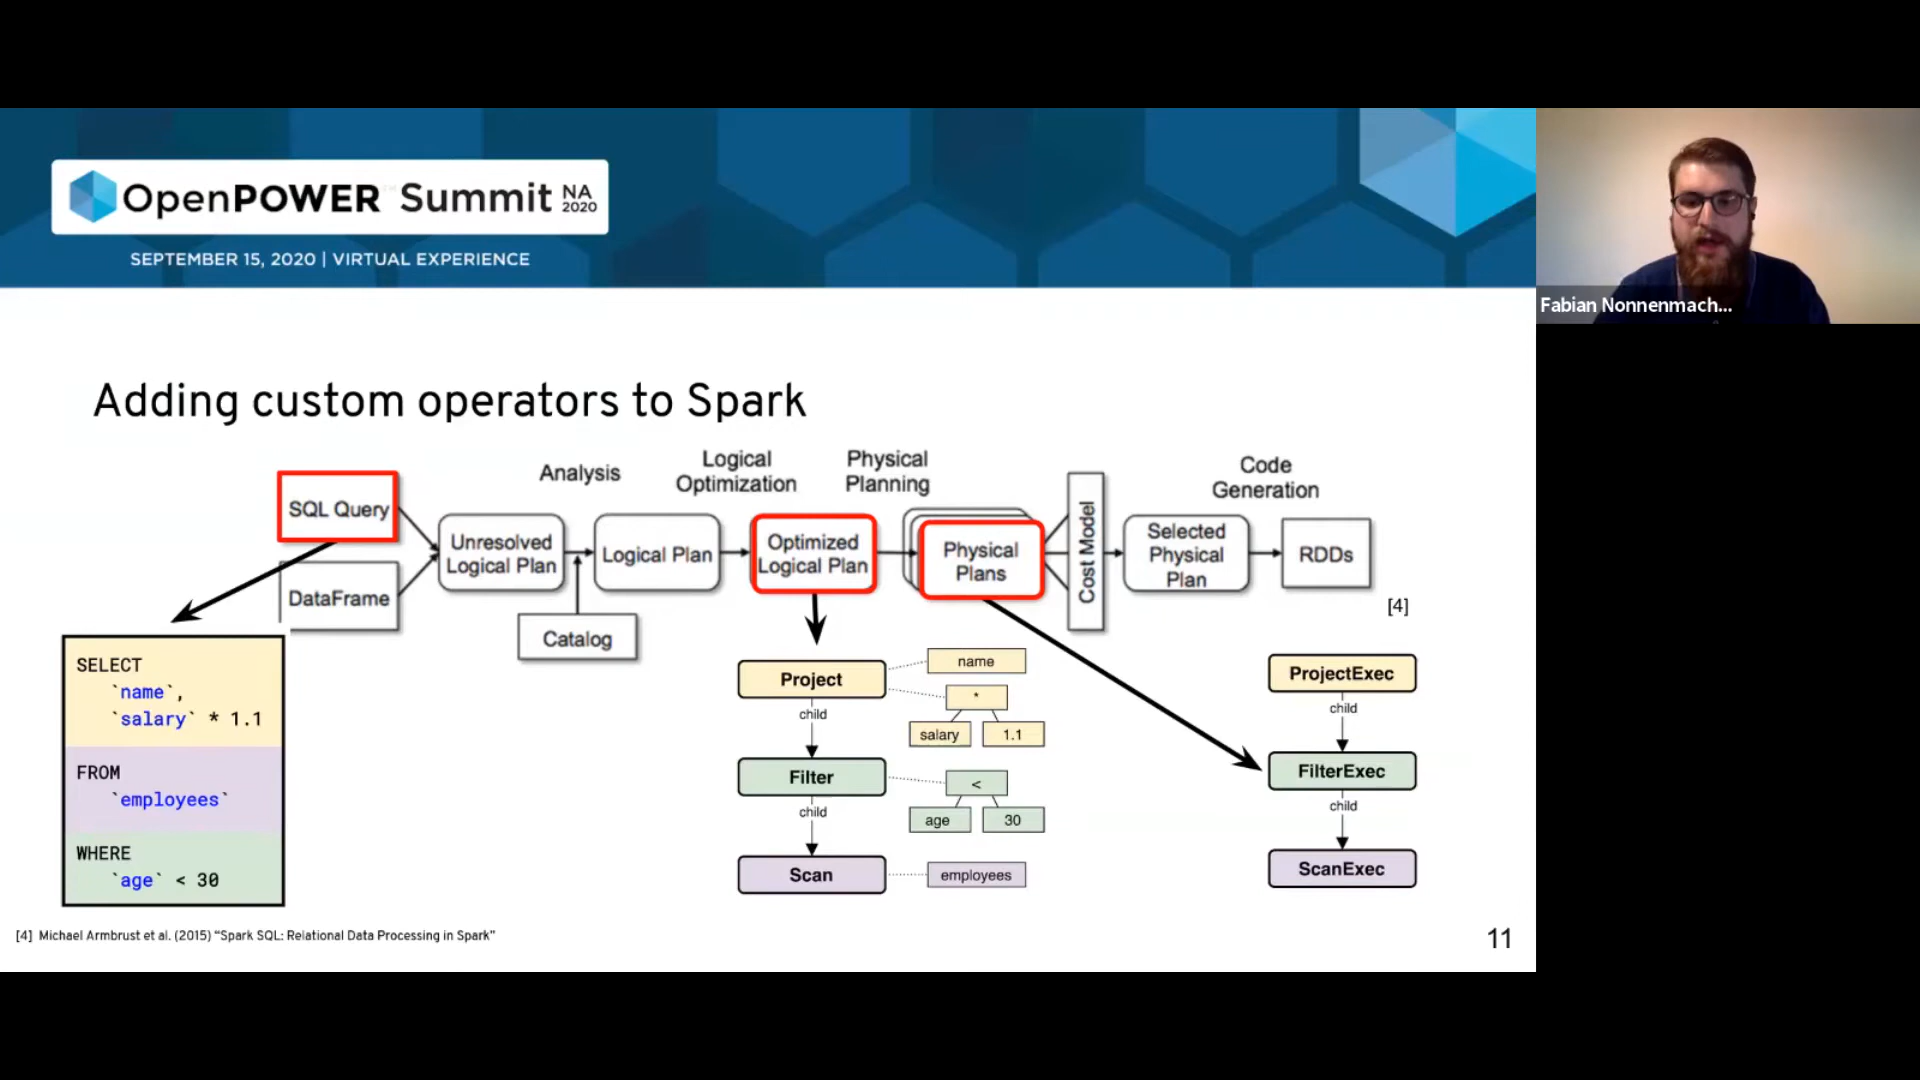 OpenPOWER™ Summit NA 2020
SEPTEMBER 15, 2020 | VIRTUAL EXPERIENCE
Fabian Nonnenmach...
Adding custom operators to Spark
Analysis
Logical
Optimization
Physical
Planning
Code
Generation
SQL Query
DataFrame
Unresolved
Logical Plan
Catalog
Logical Plan
Optimized
Logical Plan
Physical
Plans
Cost Model
Selected
Physical
Plan
RDDs
[4]
SELECT
`name`,
`salary` * 1.1
FROM
`employees`
WHERE
`age` < 30
Project
name
*
salary
1.1
child
Filter
<
age
30
child
Scan
employees
ProjectExec
child
FilterExec
child
ScanExec
[4] Michael Armbrust et al. (2015) “Spark SQL: Relational Data Processing in Spark”
11